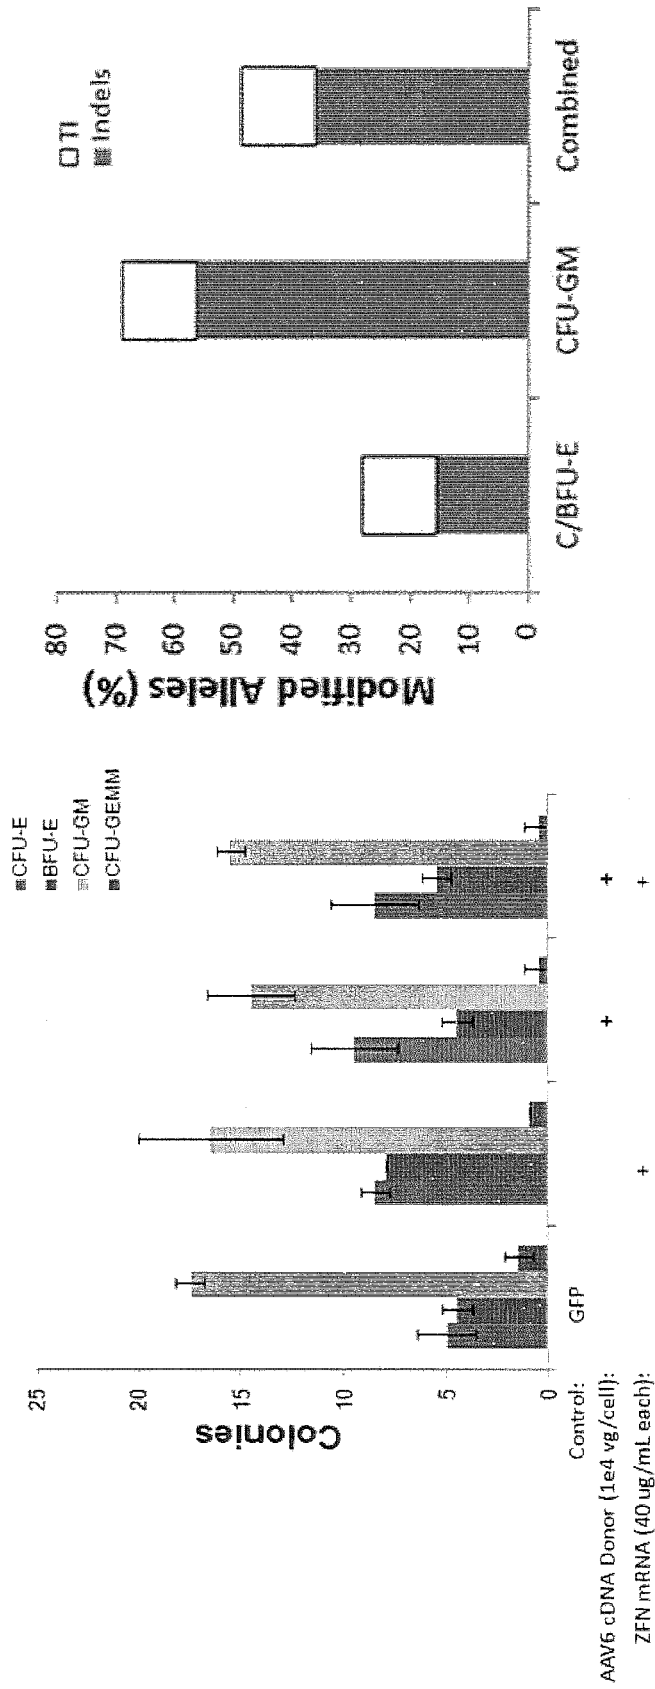 CFU-E
BFU-E
CFU-GM
CFU-GEMM
Colonies
25
20
15
10
5
0
Control:
GFP
AAV6 cDNA Donor (1e4 vg/cell):
+
+
ZFN mRNA (40 ug/mL each):
+
+
TI
Indels
Modified Alleles (%)
80
70
60
50
40
30
20
10
0
C/BFU-E
CFU-GM
Combined